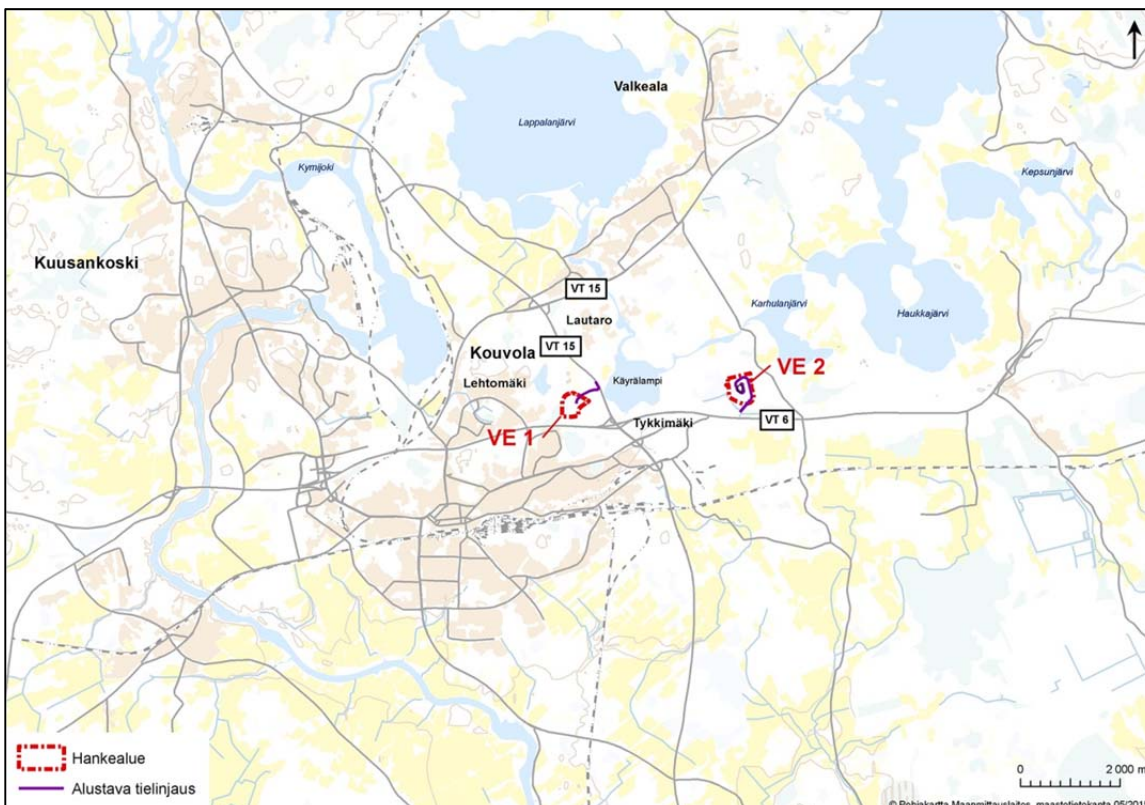 Valkeala
Lappalanjärvi
Kymijoki
Kepsunjärvi
Kuusankoski
VT 15
Karhulanjärvi
Haukkajärvi
Lautaro
VT 15
Kouvola
Lehtomäki
Käyrälampi
VE 2
VE 1
Tykkimäki
VT 6
Hankealue
Alustava tielinjaus
0
2 000 m
© Pohjakartta Maanmittauslaitos, maastotietokanta 05/201